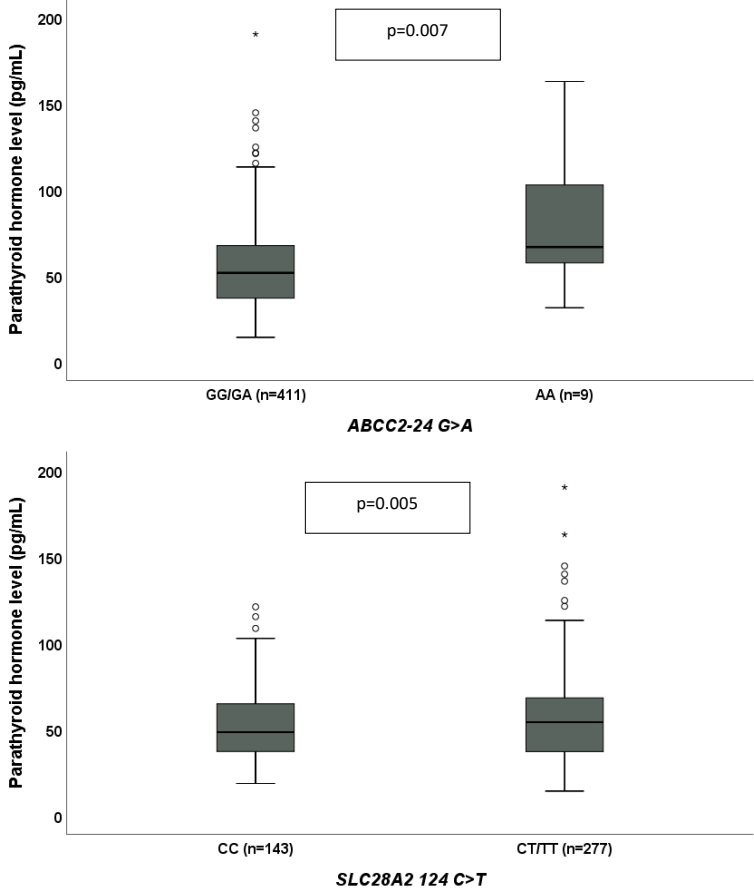 200
p=0.007
150
100
50
0
Parathyroid hormone level (pg/mL)
GG/GA (n=411) AA (n=9)
ABCC2-24 G>A
200
p=0.005
150
100
50
0
Parathyroid hormone level (pg/mL)
CC (n=143) CT/TT (n=277)
SLC28A2 124 C>T